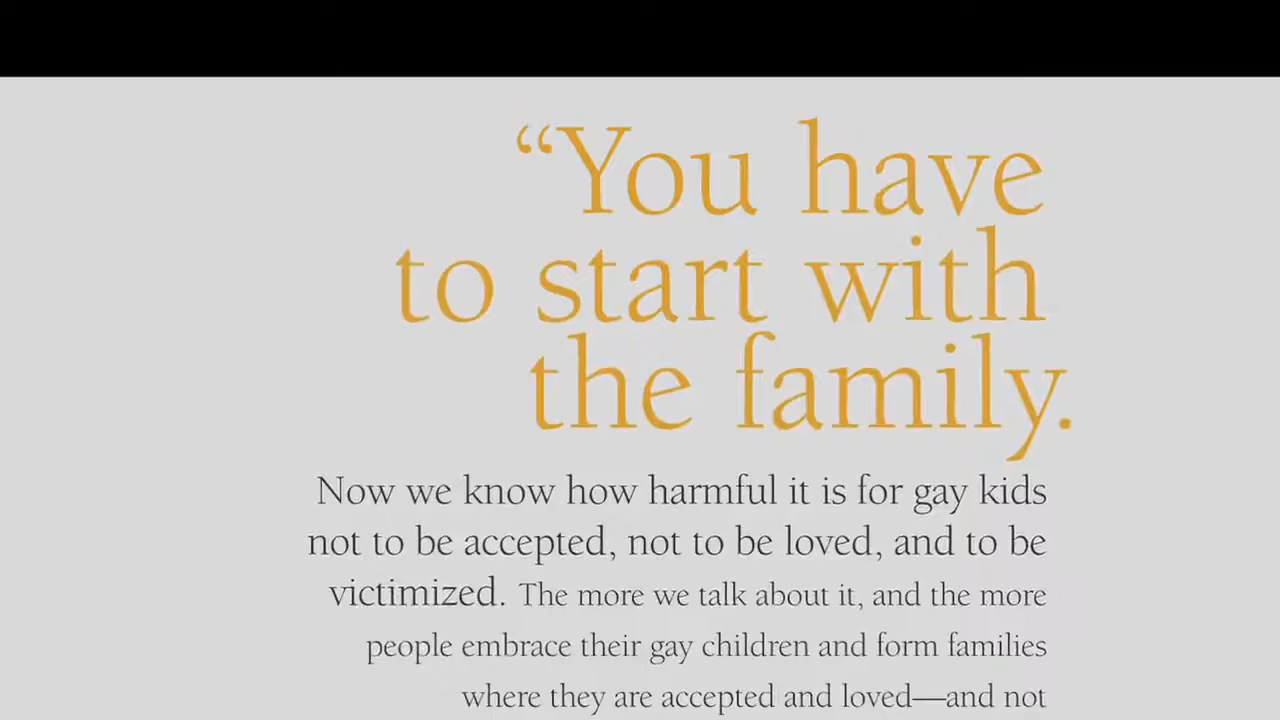 “You have
to start with
the family.
Now we know how harmful it is for gay kids
not to be accepted, not to be loved, and to be
victimized. The more we talk about it, and the more
people embrace their gay children and form families
where they are accepted and loved—and not